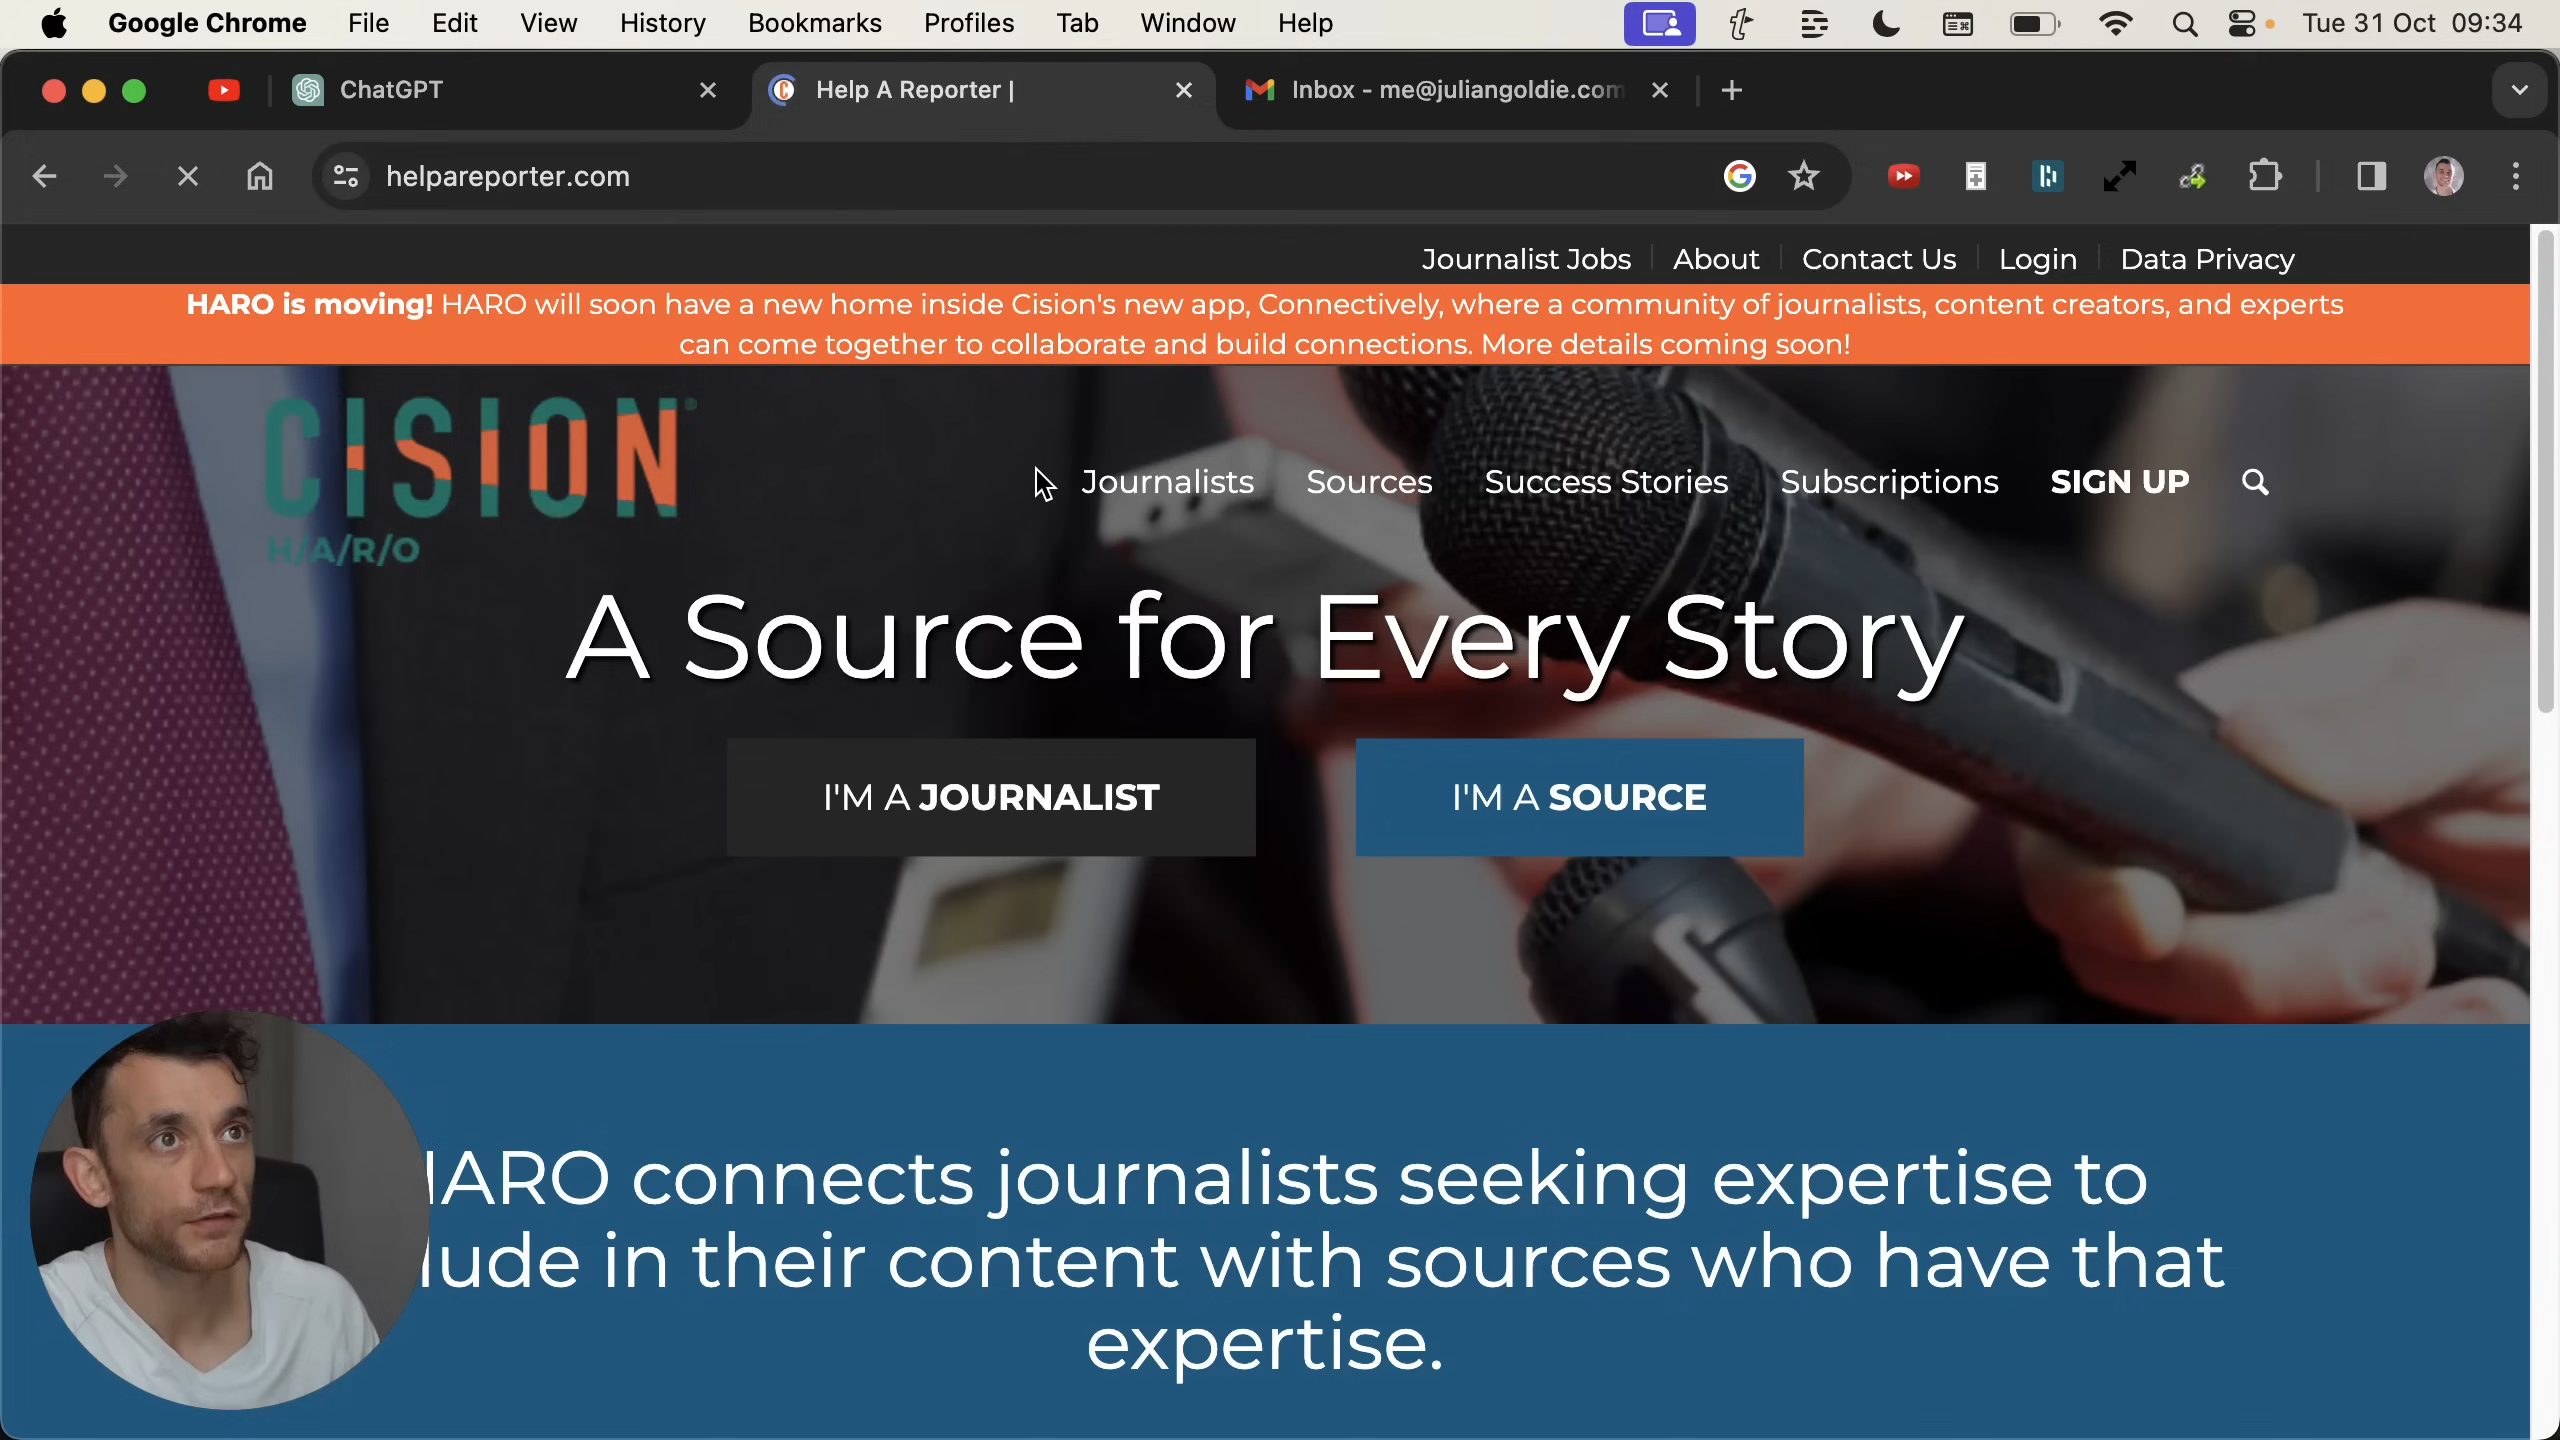 Google Chrome File Edit View History Bookmarks Profiles Tab Window Help Tue 31 Oct 09:34
ChatGPT Help A Reporter | Inbox - me@juliangoldie.com
helpareporter.com
Journalist Jobs About Contact Us Login Data Privacy
HARO is moving! HARO will soon have a new home inside Cision's new app, Connectively, where a community of journalists, content creators, and experts
can come together to collaborate and build connections. More details coming soon!
CISION
H/A/R/O
Journalists Sources Success Stories Subscriptions SIGN UP
A Source for Every Story
I'M A JOURNALIST I'M A SOURCE
HARO connects journalists seeking expertise to
lude in their content with sources who have that
expertise.